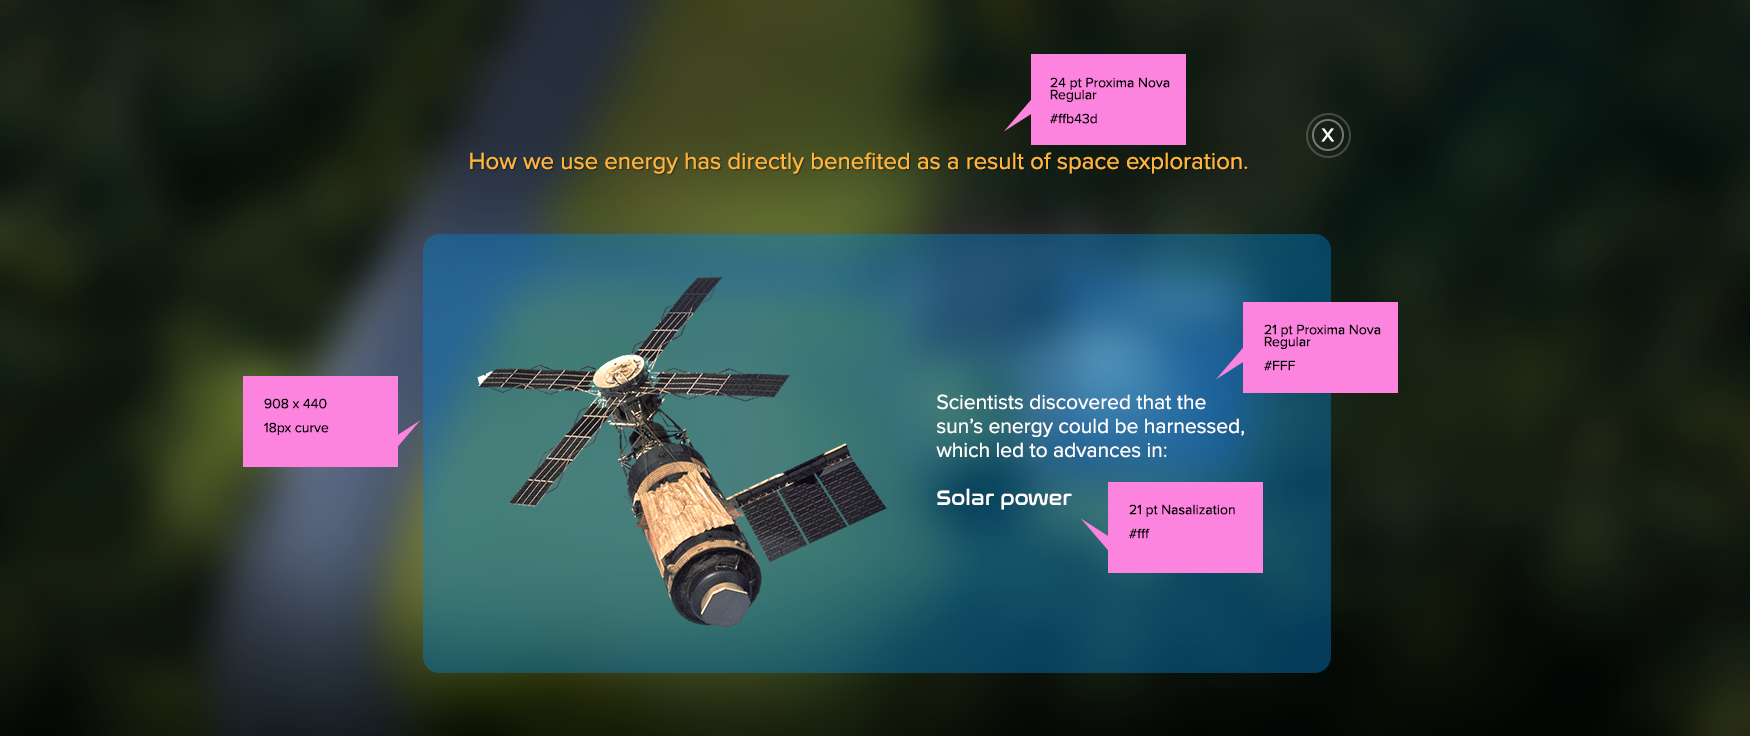 24 pt Proxima Nova
Regular
#ffb43d
X
How we use energy has directly benefited as a result of space exploration.
21 pt Proxima Nova
Regular
#FFF
908 x 440
18px curve
Scientists discovered that the
sun’s energy could be harnessed,
which led to advances in:
Solar power
21 pt Nasalization
#fff